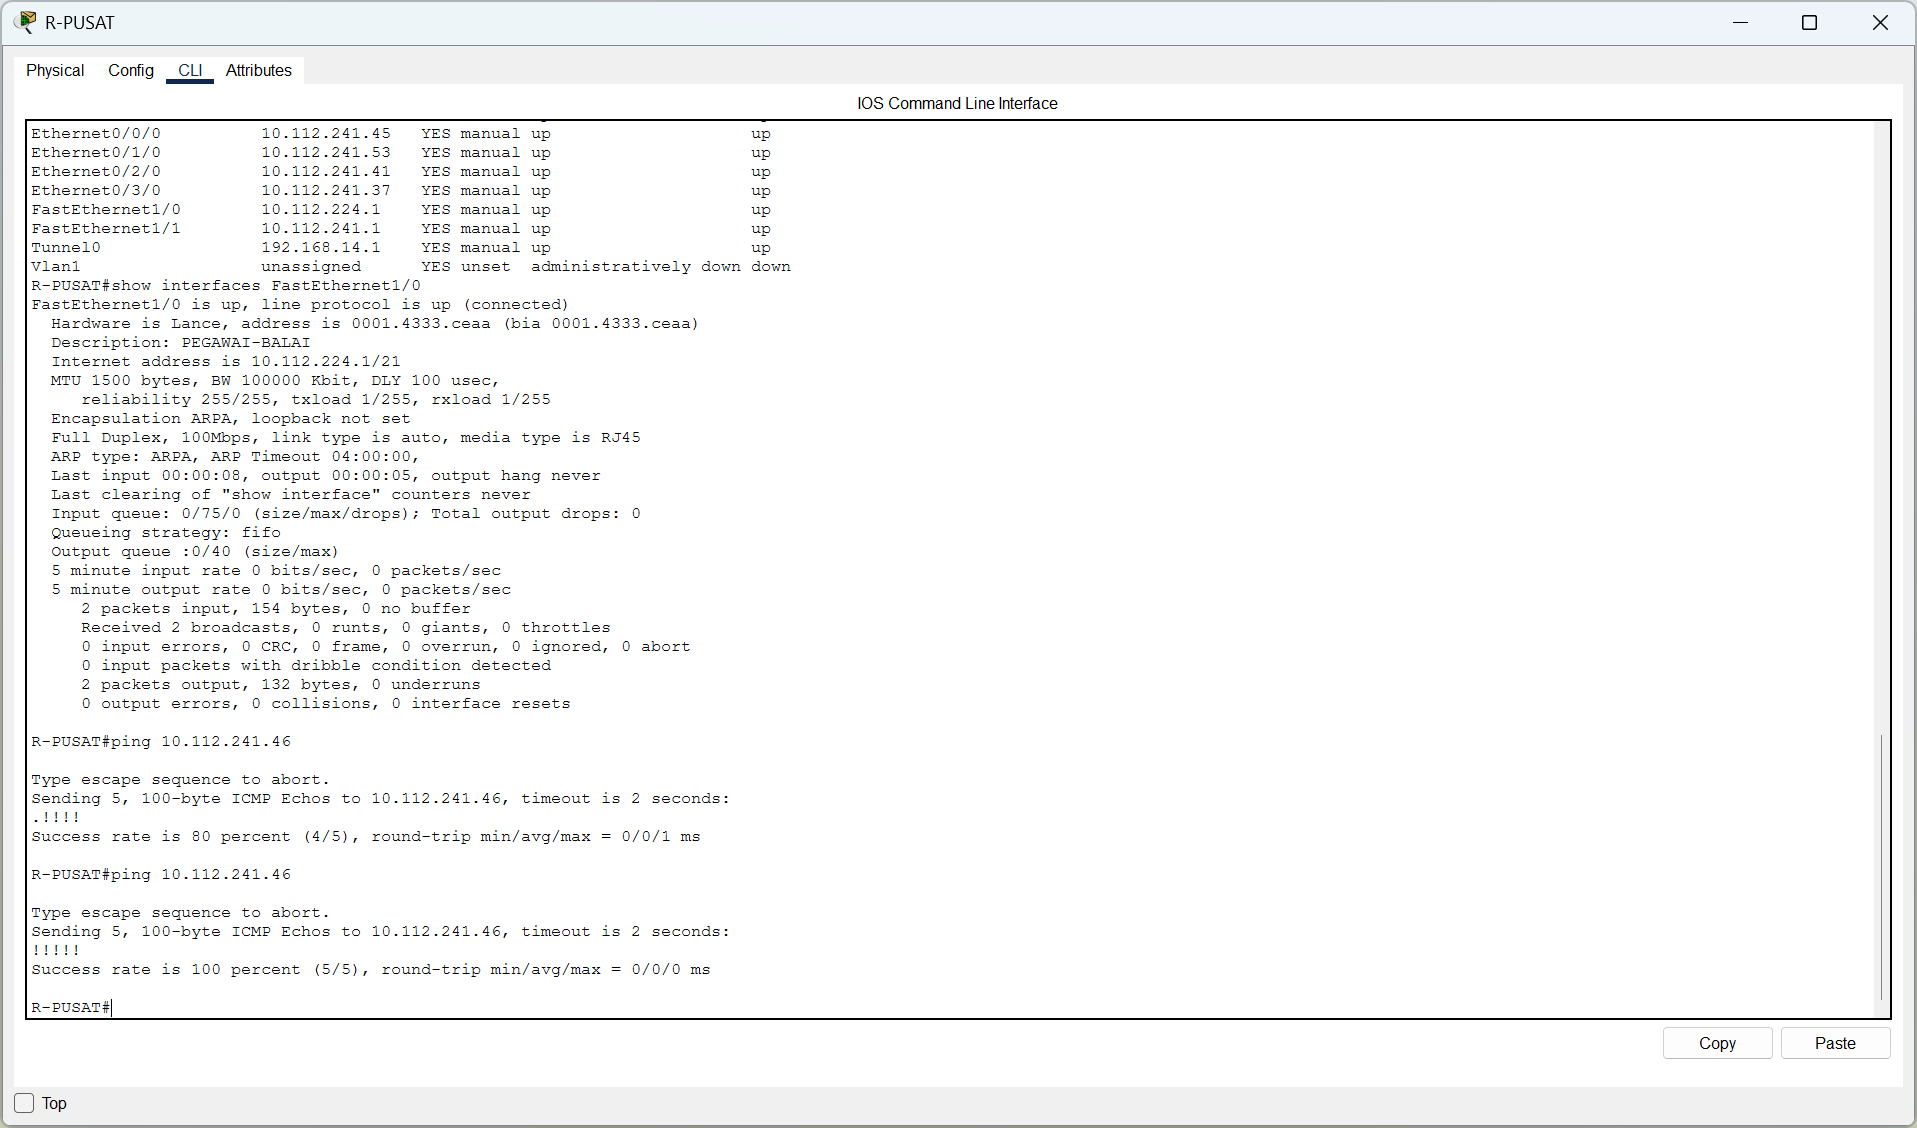 R-PUSAT
Physical Config CLI Attributes
IOS Command Line Interface
Ethernet0/0/0          10.112.241.45   YES manual up                    up
Ethernet0/1/0          10.112.241.53   YES manual up                    up
Ethernet0/2/0          10.112.241.41   YES manual up                    up
Ethernet0/3/0          10.112.241.37   YES manual up                    up
FastEthernet1/0        10.112.224.1    YES manual up                    up
FastEthernet1/1        10.112.241.1    YES manual up                    up
Tunnel0                192.168.14.1    YES manual up                    up
Vlan1                  unassigned      YES unset  administratively down down
R-PUSAT#show interfaces FastEthernet1/0
FastEthernet1/0 is up, line protocol is up (connected)
  Hardware is Lance, address is 0001.4333.ceaa (bia 0001.4333.ceaa)
  Description: PEGAWAI-BALAI
  Internet address is 10.112.224.1/21
  MTU 1500 bytes, BW 100000 Kbit, DLY 100 usec,
     reliability 255/255, txload 1/255, rxload 1/255
  Encapsulation ARPA, loopback not set
  Full Duplex, 100Mbps, link type is auto, media type is RJ45
  ARP type: ARPA, ARP Timeout 04:00:00,
  Last input 00:00:08, output 00:00:05, output hang never
  Last clearing of "show interface" counters never
  Input queue: 0/75/0 (size/max/drops); Total output drops: 0
  Queueing strategy: fifo
  Output queue :0/40 (size/max)
  5 minute input rate 0 bits/sec, 0 packets/sec
  5 minute output rate 0 bits/sec, 0 packets/sec
     2 packets input, 154 bytes, 0 no buffer
     Received 2 broadcasts, 0 runts, 0 giants, 0 throttles
     0 input errors, 0 CRC, 0 frame, 0 overrun, 0 ignored, 0 abort
     0 input packets with dribble condition detected
     2 packets output, 132 bytes, 0 underruns
     0 output errors, 0 collisions, 0 interface resets
R-PUSAT#ping 10.112.241.46
Type escape sequence to abort.
Sending 5, 100-byte ICMP Echos to 10.112.241.46, timeout is 2 seconds:
.!!!!
Success rate is 80 percent (4/5), round-trip min/avg/max = 0/0/1 ms
R-PUSAT#ping 10.112.241.46
Type escape sequence to abort.
Sending 5, 100-byte ICMP Echos to 10.112.241.46, timeout is 2 seconds:
!!!!!
Success rate is 100 percent (5/5), round-trip min/avg/max = 0/0/0 ms
R-PUSAT#
Copy Paste
Top